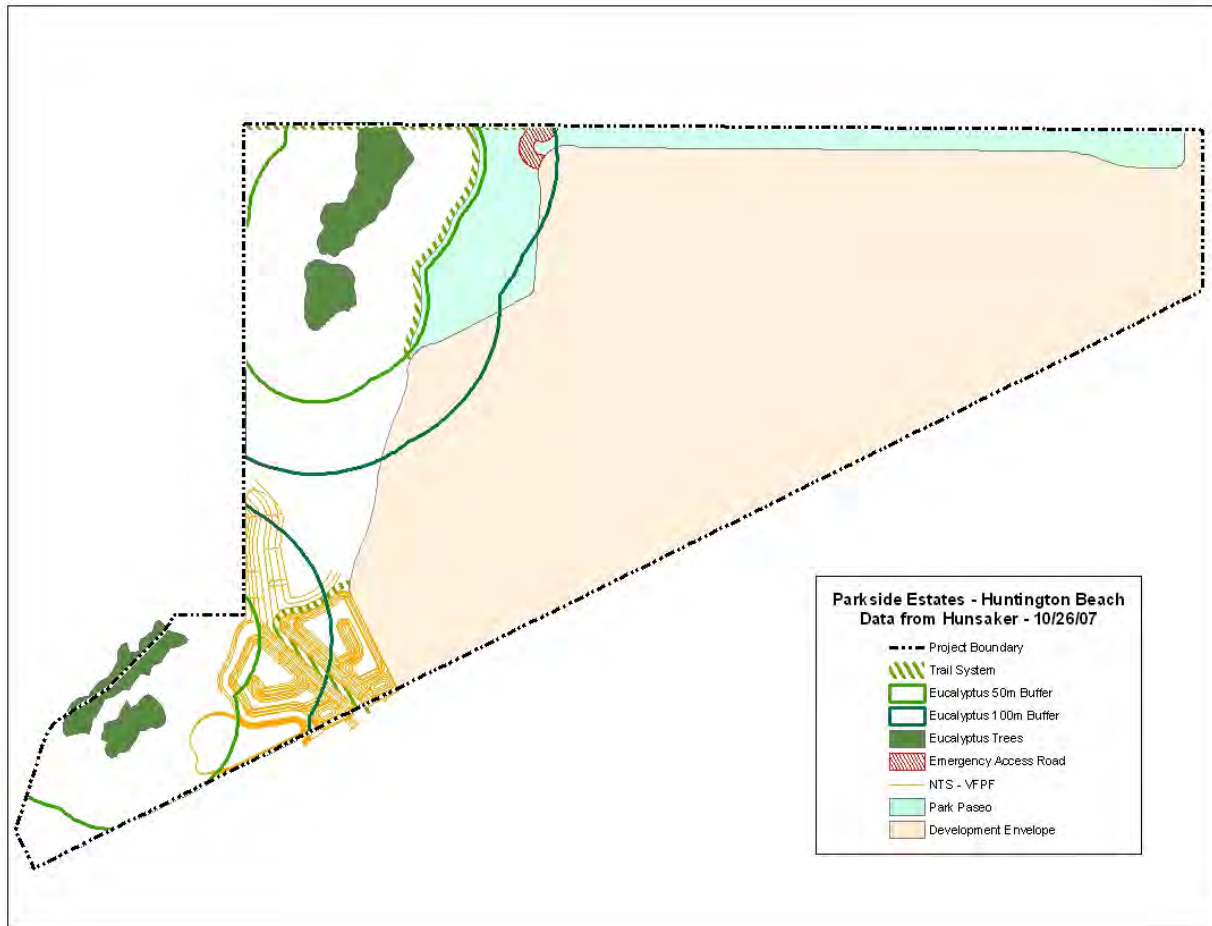 Parkside Estates - Huntington Beach
Data from Hunsaker - 10/26/07
Project Boundary
Trail System
Eucalyptus 50m Buffer
Eucalyptus 100m Buffer
Eucalyptus Trees
Emergency Access Road
NTS - VFPF
Park Paseo
Development Envelope